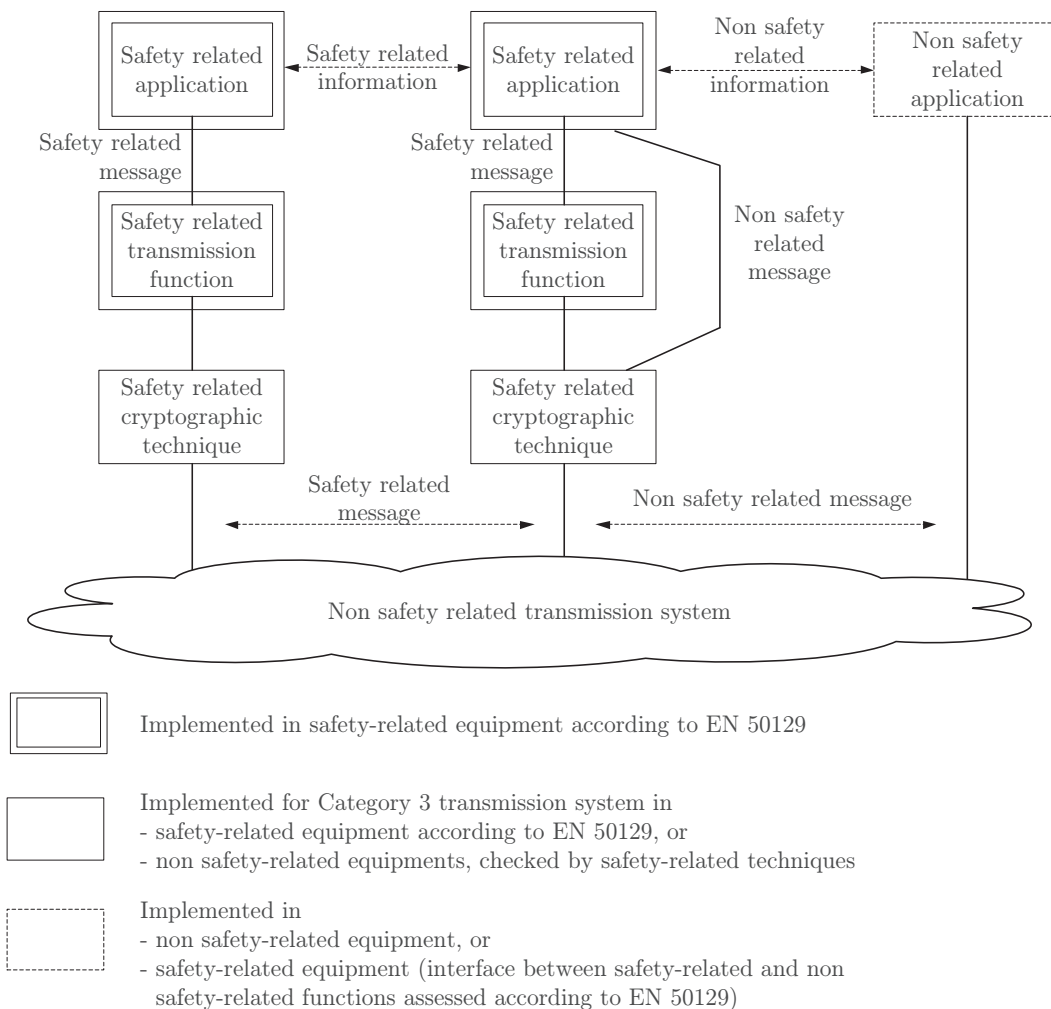 Safety related
application
Safety related
information
Safety related
application
Non safety
related
information
Non safety
related
application
Safety related
message
Safety related
message
Safety related
transmission
function
Safety related
transmission
function
Non safety
related
message
Safety related
cryptographic
technique
Safety related
cryptographic
technique
Safety related
message
Non safety related message
Non safety related transmission system
Implemented in safety-related equipment according to EN 50129
Implemented for Category 3 transmission system in
- safety-related equipment according to EN 50129, or
- non safety-related equipments, checked by safety-related techniques
Implemented in
- non safety-related equipment, or
- safety-related equipment (interface between safety-related and non
safety-related functions assessed according to EN 50129)